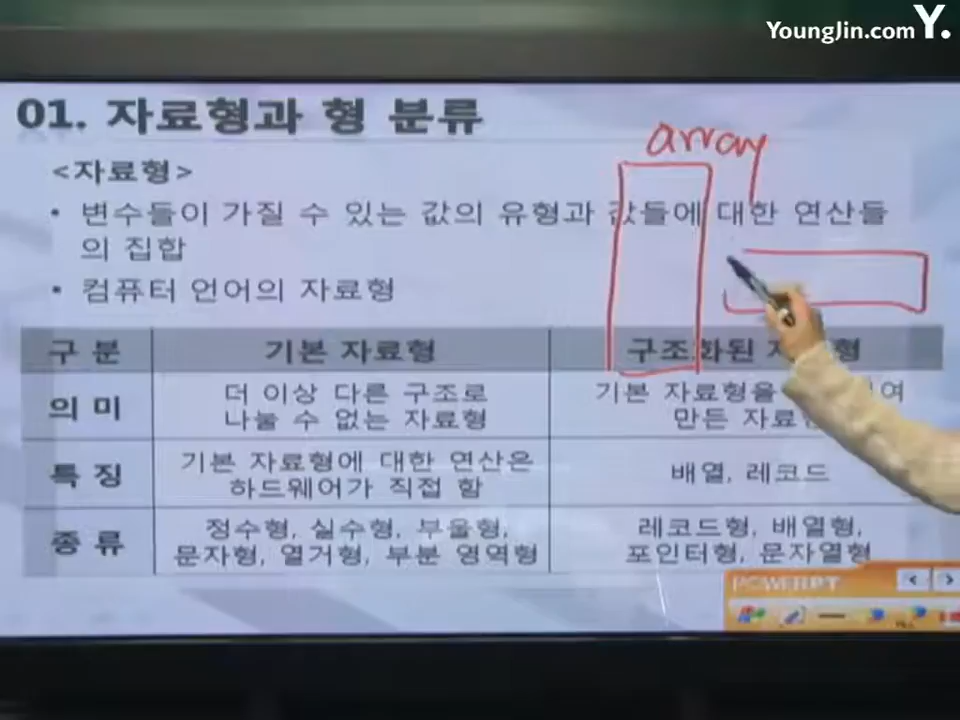 YoungJin.com Y.
01. 자료형과 형 분류
array
<자료형>
• 변수들이 가질 수 있는 값의 유형과 값들에 대한 연산들
의 집합
• 컴퓨터 언어의 자료형
구 분
기본 자료형
구조화된 자 형
의 미
더 이상 다른 구조로
나눌 수 없는 자료형
기본 자료형을 여
만든 자료
특 징
기본 자료형에 대한 연산은
하드웨어가 직접 함
배열, 레코드
종 류
정수형, 실수형, 부울형,
문자형, 열거형, 부분 영역형
레코드형, 배열형,
포인터형, 문자열형
POWERPT